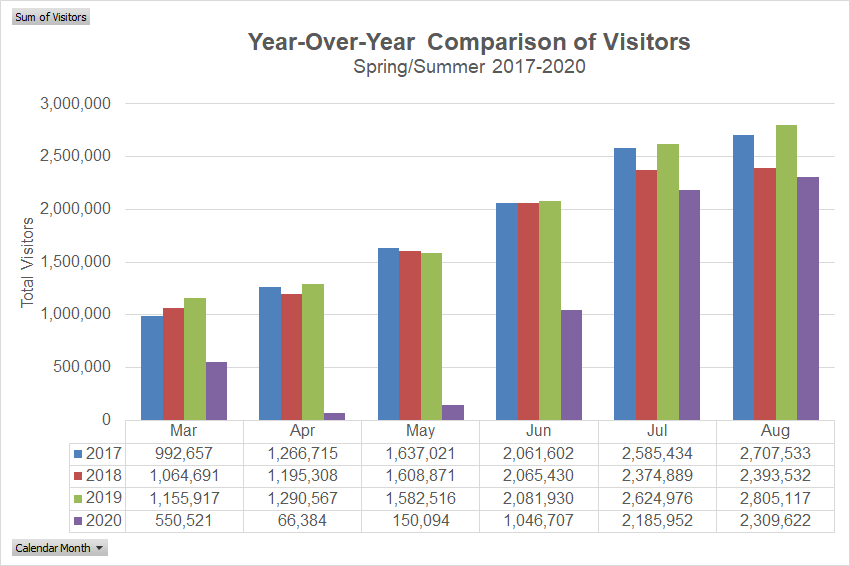 Sum of Visitors
Year-Over-Year Comparison of Visitors
Spring/Summer 2017-2020
Total Visitors
3,000,000
2,500,000
2,000,000
1,500,000
1,000,000
500,000
0
Mar Apr May Jun Jul Aug
2017 992,657 1,266,715 1,637,021 2,061,602 2,585,434 2,707,533
2018 1,064,691 1,195,308 1,608,871 2,065,430 2,374,889 2,393,532
2019 1,155,917 1,290,567 1,582,516 2,081,930 2,624,976 2,805,117
2020 550,521 66,384 150,094 1,046,707 2,185,952 2,309,622
Calendar Month